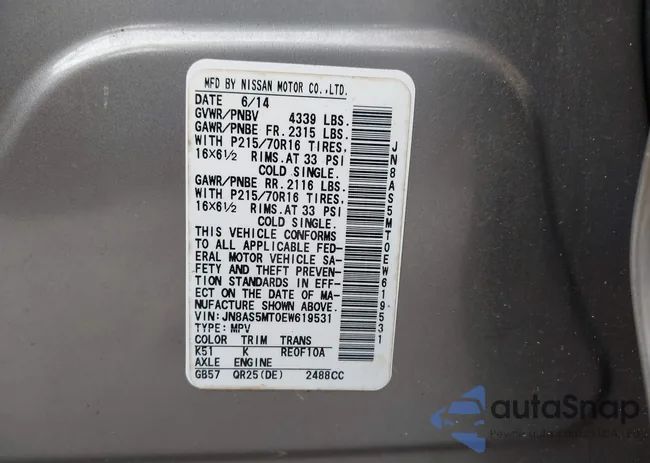 MFD BY NISSAN MOTOR CO.,LTD.
DATE 6/14
GVWR/PNBV 4339 LBS.
GAWR/PNBE FR. 2315 LBS.
WITH P215/70R16 TIRES.
16X6½ RIMS. AT 33 PSI
COLD SINGLE.
GAWR/PNBE RR. 2116 LBS.
WITH P215/70R16 TIRES.
16X6½ RIMS. AT 33 PSI
COLD SINGLE.
THIS VEHICLE CONFORMS
TO ALL APPLICABLE FED-
ERAL MOTOR VEHICLE SA-
FETY AND THEFT PREVEN-
TION STANDARDS IN EFF-
ECT ON THE DATE OF MA-
NUFACTURE SHOWN ABOVE.
VIN: JN8AS5MT0EW619531
TYPE: MPV
COLOR TRIM TRANS
K51 K RE0F10A
AXLE ENGINE
GB57 QR25(DE) 2488CC
JN8AS5MT0EW619531
autaSnap